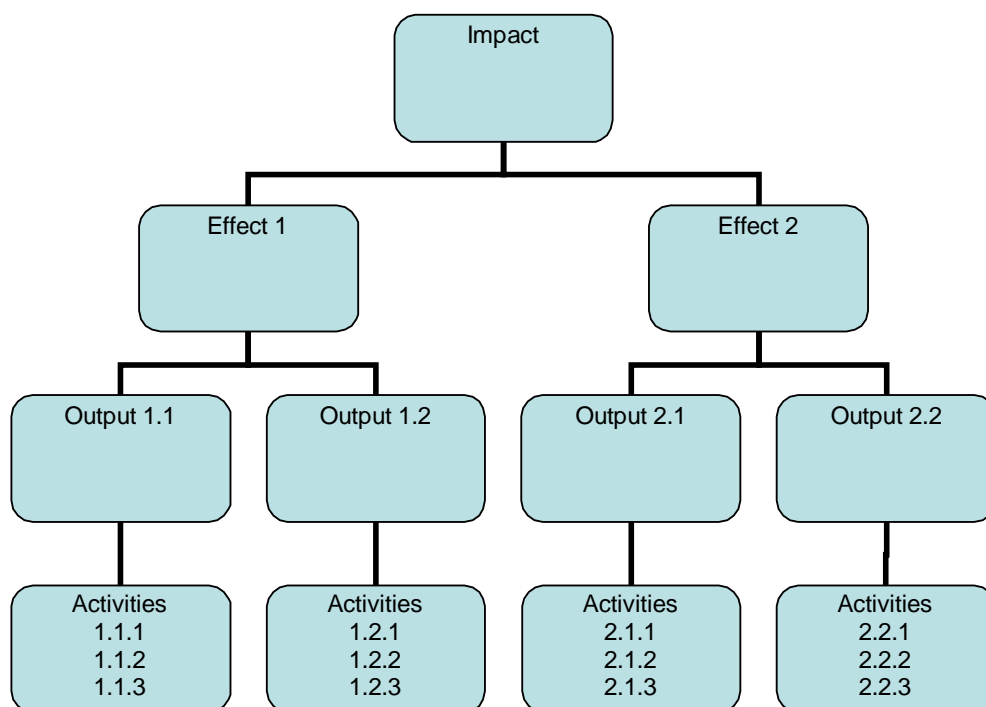 Impact
Effect 1
Effect 2
Output 1.1
Output 1.2
Output 2.1
Output 2.2
Activities
1.1.1
1.1.2
1.1.3
Activities
1.2.1
1.2.2
1.2.3
Activities
2.1.1
2.1.2
2.1.3
Activities
2.2.1
2.2.2
2.2.3